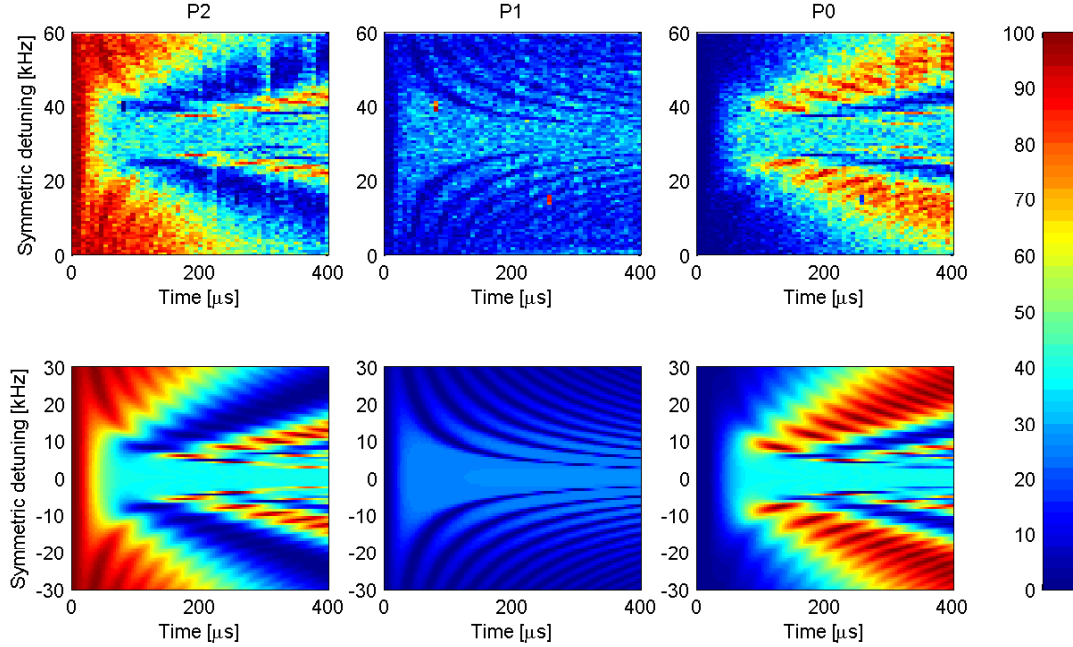 P2 P1 P0
Symmetric detuning [kHz]
60 60 60 100
40 40 40 90
20 20 20 80
0 0 0 70
0 200 400 0 200 400 0 200 400 60
Time [μs] Time [μs] Time [μs]
50
Symmetric detuning [kHz]
30 30 30 40
20 20 20
10 10 10 30
0 0 0
-10 -10 -10 20
-20 -20 -20 10
-30 -30 -30 0
0 200 400 0 200 400 0 200 400
Time [μs] Time [μs] Time [μs]